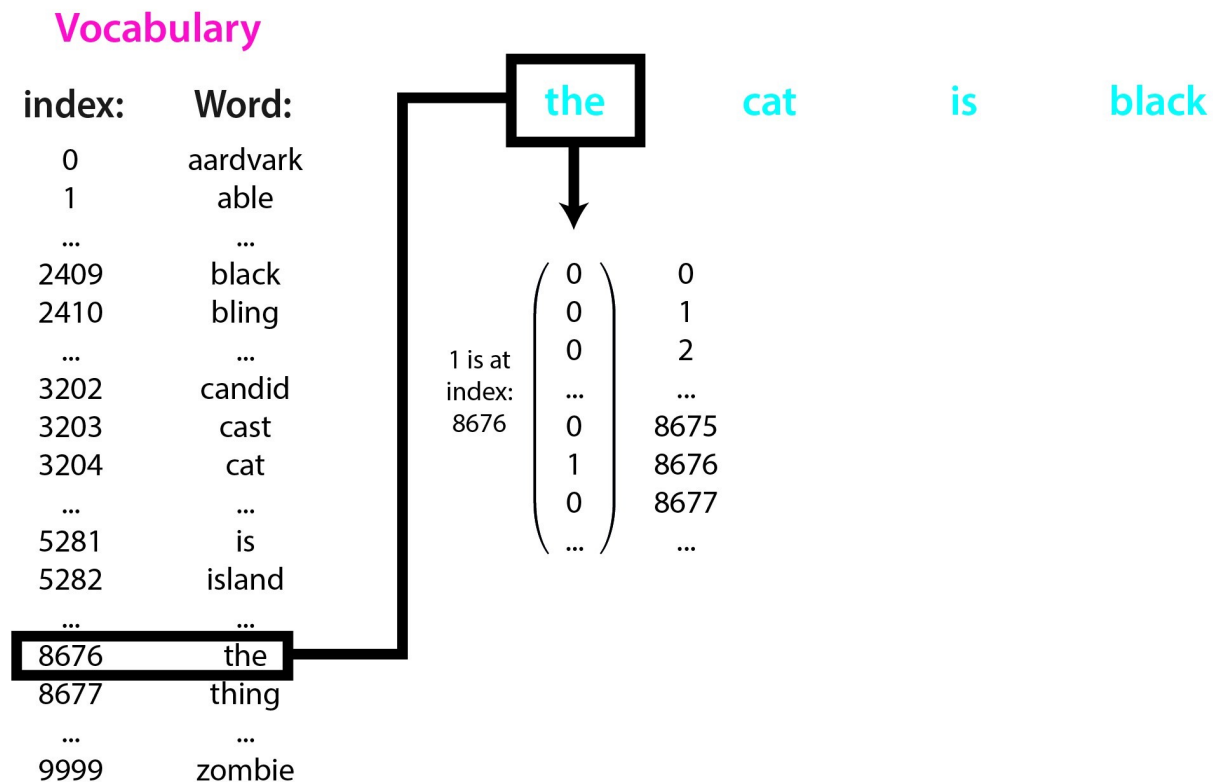 Vocabulary
index: Word:
0 aardvark
1 able
... ...
2409 black
2410 bling
... ...
3202 candid
3203 cast
3204 cat
... ...
5281 is
5282 island
... ...
8676 the
8677 thing
... ...
9999 zombie
the cat is black
1 is at
index:
8676
0 0
0 1
0 2
... ...
0 8675
1 8676
0 8677
... ...